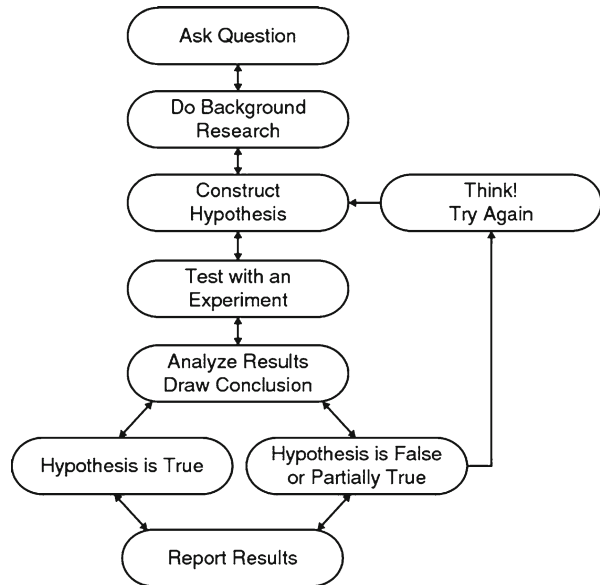 Ask Question
Do Background
Research
Construct
Hypothesis
Think!
Try Again
Test with an
Experiment
Analyze Results
Draw Conclusion
Hypothesis is True
Hypothesis is False
or Partially True
Report Results